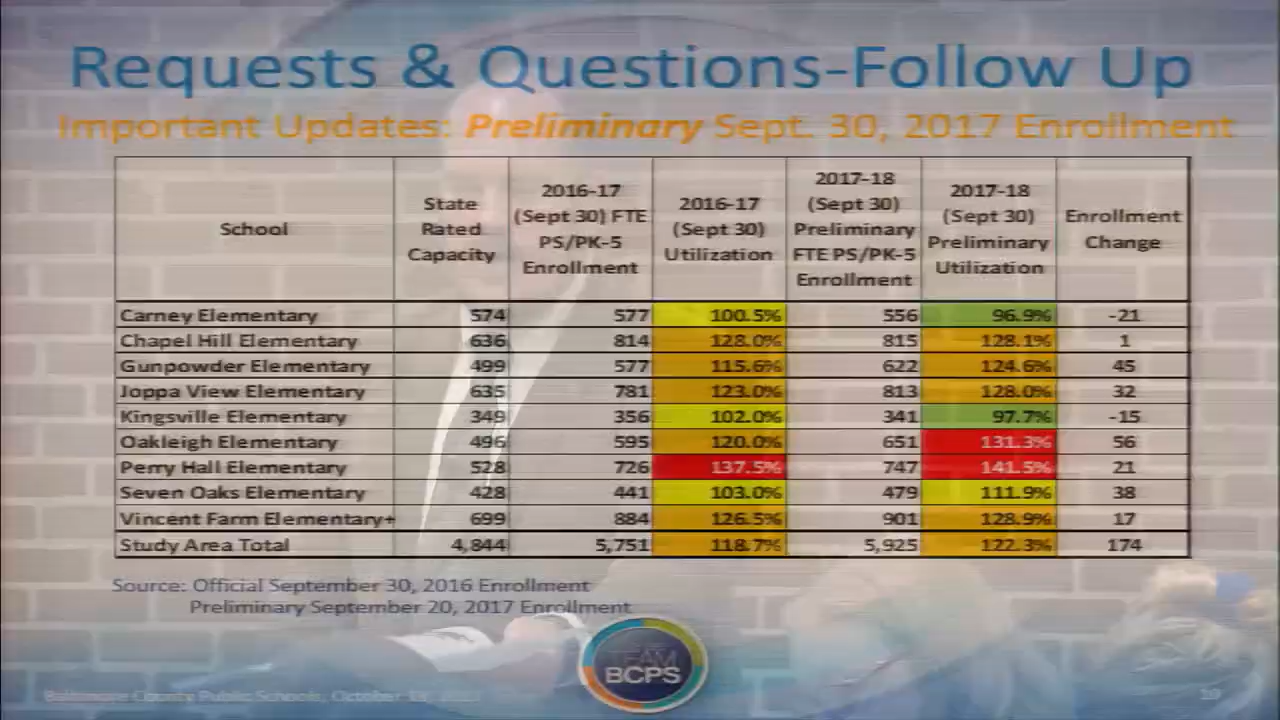 Requests & Questions-Follow Up
Important Updates: Preliminary Sept. 30, 2017 Enrollment
School State Rated Capacity 2016-17 (Sept 30) FTE PS/PK-5 Enrollment 2016-17 (Sept 30) Utilization 2017-18 (Sept 30) Preliminary FTE PS/PK-5 Enrollment 2017-18 (Sept 30) Preliminary Utilization Enrollment Change
Carney Elementary 574 577 100.5% 556 96.9% -21
Chapel Hill Elementary 636 814 128.0% 815 128.1% 1
Gunpowder Elementary 499 577 115.6% 622 124.6% 45
Joppa View Elementary 635 781 123.0% 813 128.0% 32
Kingsville Elementary 349 356 102.0% 341 97.7% -15
Oakleigh Elementary 496 595 120.0% 651 131.3% 56
Perry Hall Elementary 528 726 137.5% 747 141.5% 21
Seven Oaks Elementary 428 441 103.0% 479 111.9% 38
Vincent Farm Elementary+ 699 884 126.5% 901 128.9% 17
Study Area Total 4,844 5,751 118.7% 5,925 122.3% 174
Source: Official September 30, 2016 Enrollment
Preliminary September 20, 2017 Enrollment
TEAM
BCPS
Baltimore County Public Schools, October